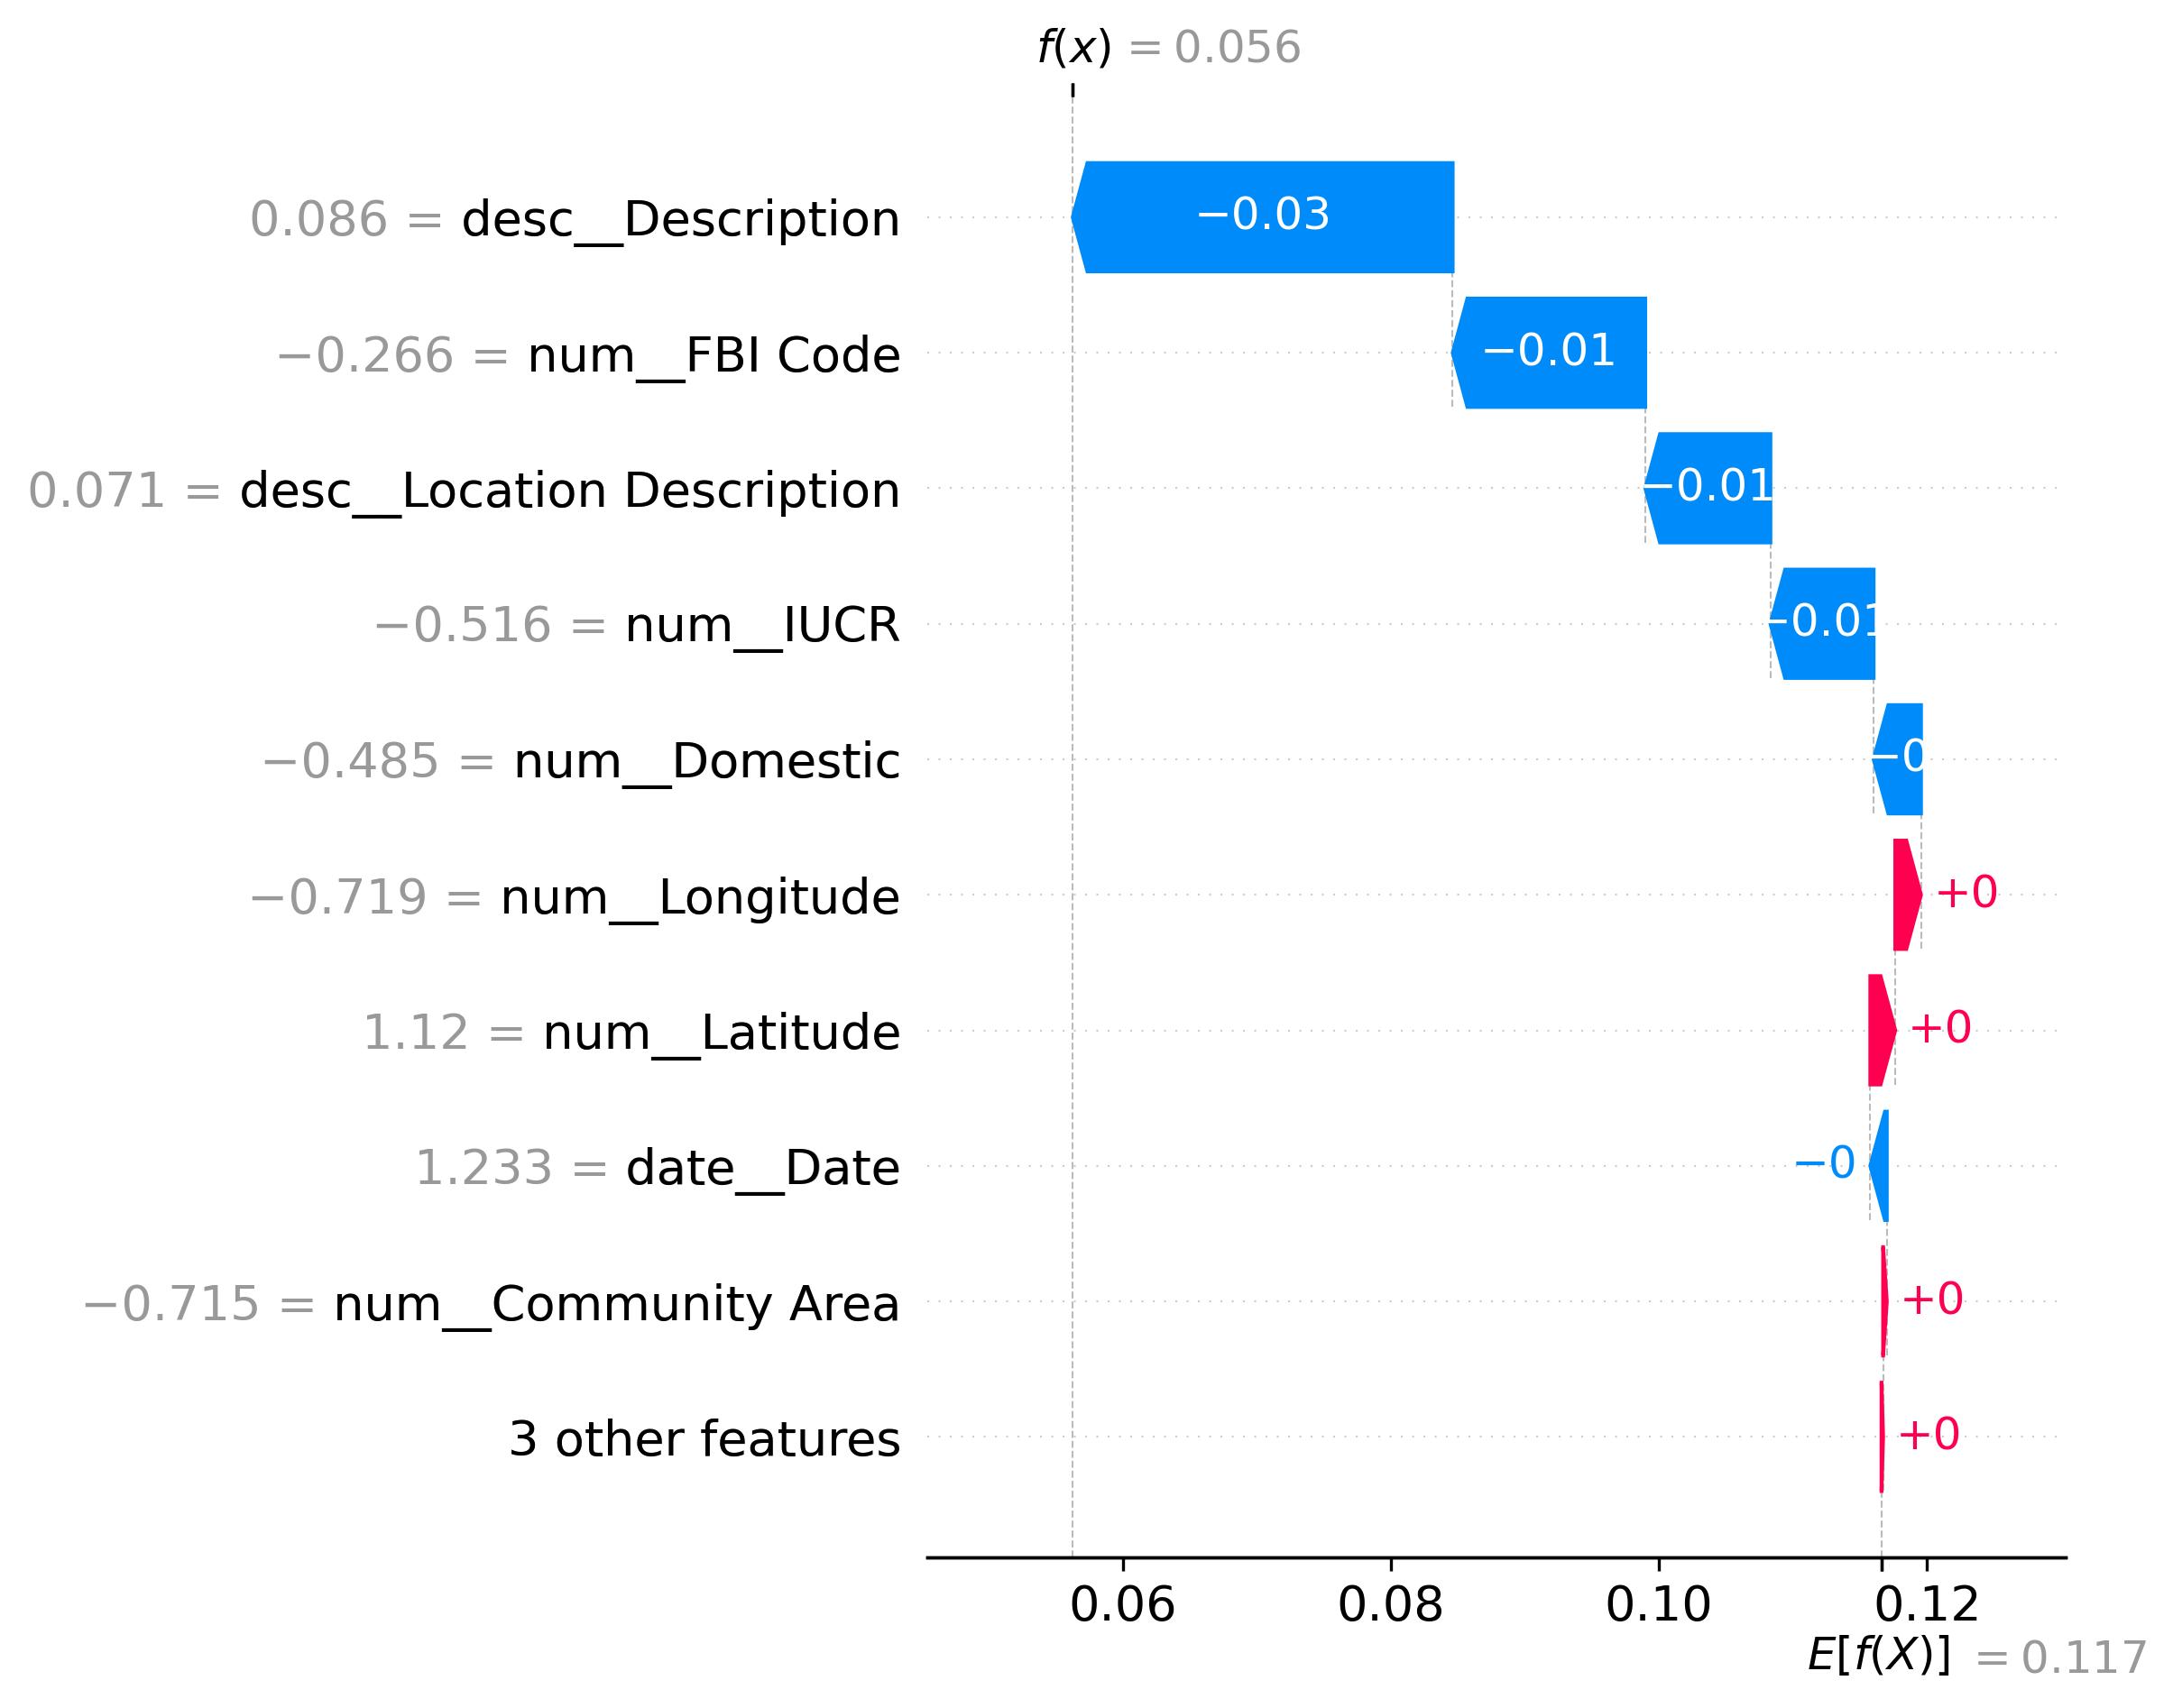 f(x) = 0.056
0.086 = desc__Description −0.03
−0.266 = num__FBI Code −0.01
0.071 = desc__Location Description −0.01
−0.516 = num__IUCR −0.01
−0.485 = num__Domestic −0
−0.719 = num__Longitude +0
1.12 = num__Latitude +0
1.233 = date__Date −0
−0.715 = num__Community Area +0
3 other features +0
0.06 0.08 0.10 0.12
E[f(X)] = 0.117